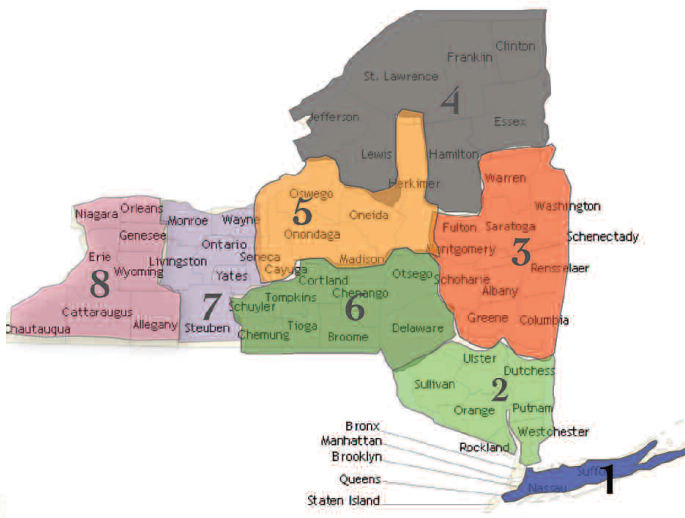 Clinton
Franklin
St. Lawrence
4
Jefferson
Essex
Lewis
Hamilton
Herkimer
Warren
Washington
Fulton
Saratoga
Schenectady
Montgomery
3
Rensselaer
Schoharie
Albany
Greene
Columbia
Oswego
5
Oneida
Onondaga
Madison
Cayuga
Seneca
Orleans
Niagara
Genesee
Erie
Wyoming
8
Cattaraugus
Chautauqua
Allegany
Monroe
Wayne
Ontario
Livingston
Yates
7
Steuben
Cortland
Otsego
Tompkins
Chenango
Schuyler
6
Tioga
Chemung
Broome
Delaware
Ulster
Dutchess
Sullivan
2
Orange
Putnam
Westchester
Rockland
Bronx
Manhattan
Brooklyn
Queens
Staten Island
Nassau
1